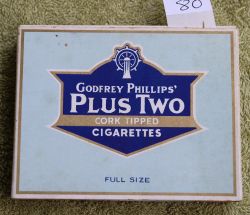 80
GODFREY PHILLIPS'
PLUS TWO
CORK TIPPED
CIGARETTES
FULL SIZE